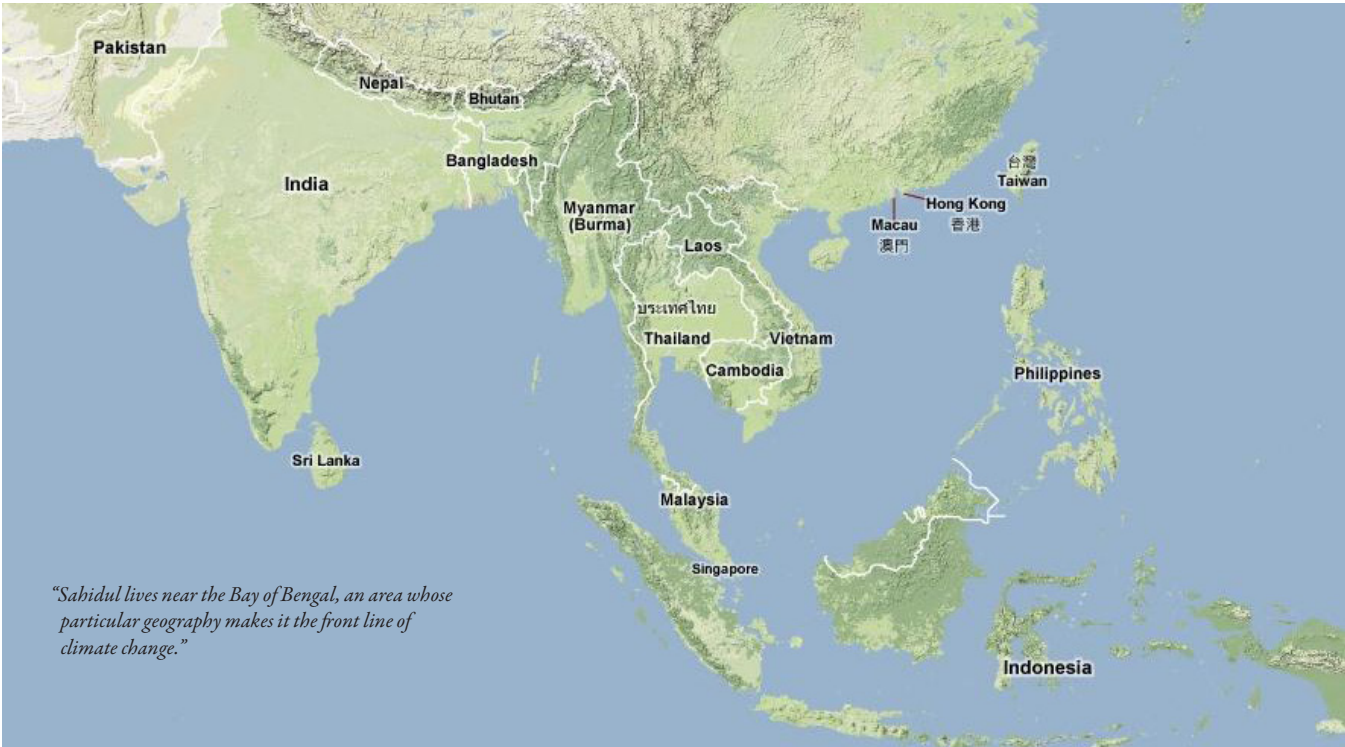 Pakistan
Nepal
Bhutan
Bangladesh
India
Myanmar
(Burma)
台灣
Taiwan
Hong Kong
香港
Macau
澳門
Laos
ประเทศไทย
Thailand
Vietnam
Cambodia
Philippines
Sri Lanka
Malaysia
Singapore
“Sahidul lives near the Bay of Bengal, an area whose
particular geography makes it the front line of
climate change.”
Indonesia